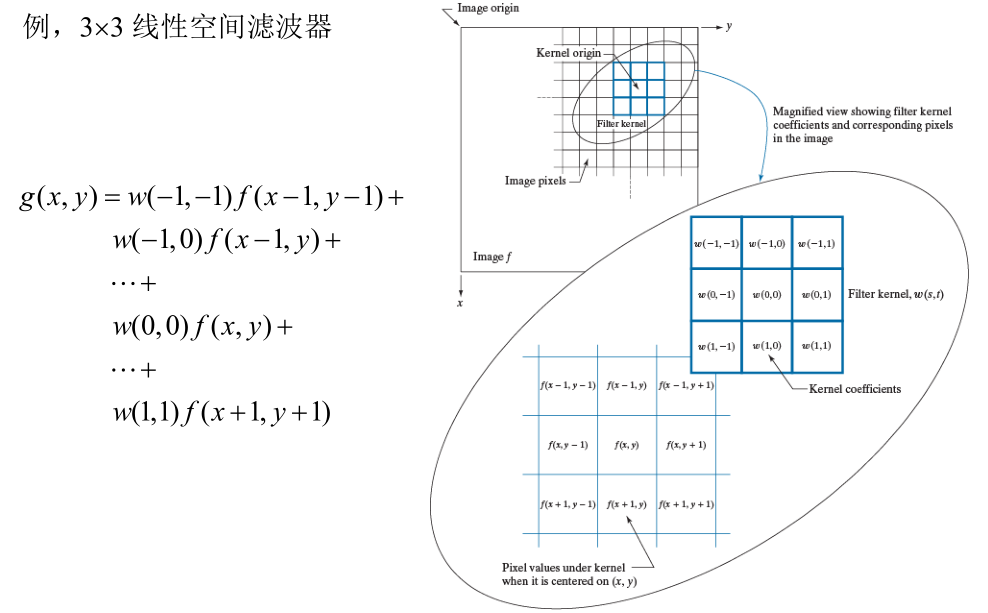 例，3×3 线性空间滤波器
g(x, y) = w(−1,−1) f (x−1, y−1) +
w(−1,0) f (x−1, y) +
⋯+
w(0,0) f (x, y) +
⋯+
w(1,1) f (x+1, y+1)
Image origin
y
Kernel origin
Filter kernel
Image pixels
Image f
x
Magnified view showing filter kernel
coefficients and corresponding pixels
in the image
w(−1, −1) w(−1,0) w(−1,1)
w(0, −1) w(0,0) w(0,1)
Filter kernel, w(s,t)
w(1, −1) w(1,0) w(1,1)
Kernel coefficients
f(x − 1, y − 1) f(x − 1, y) f(x − 1, y + 1)
f(x, y − 1) f(x, y) f(x, y + 1)
f(x + 1, y − 1) f(x + 1, y) f(x + 1, y + 1)
Pixel values under kernel
when it is centered on (x, y)